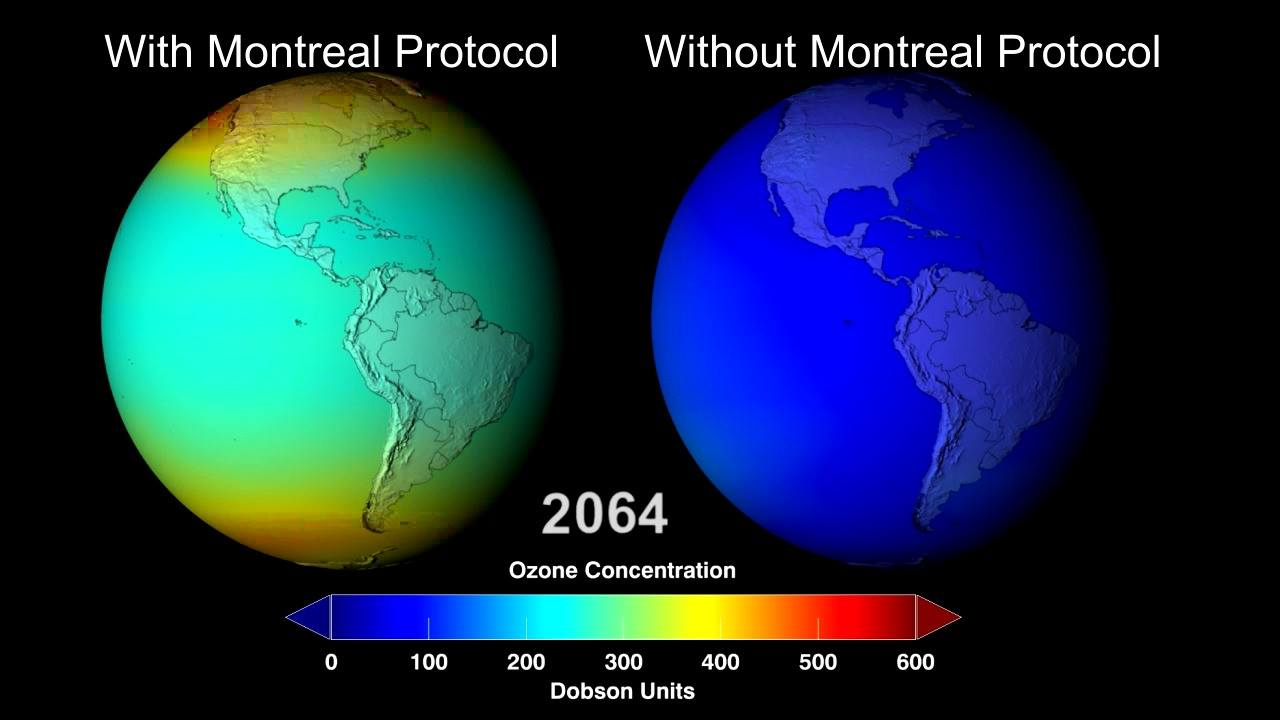 With Montreal Protocol
Without Montreal Protocol
2064
Ozone Concentration
0 100 200 300 400 500 600
Dobson Units